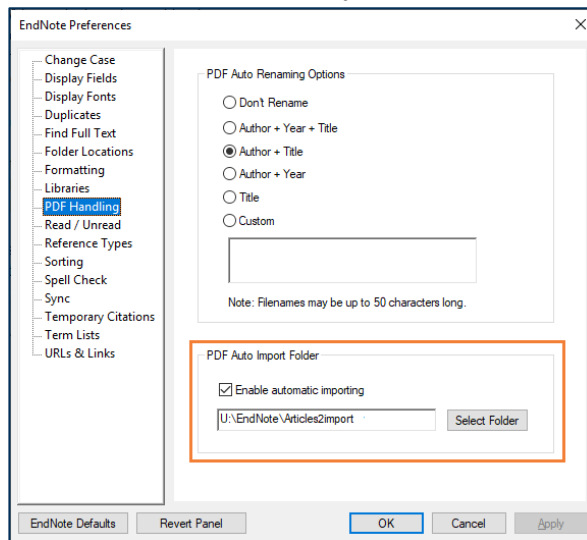 EndNote Preferences
Change Case
Display Fields
Display Fonts
Duplicates
Find Full Text
Folder Locations
Formatting
Libraries
PDF Handling
Read / Unread
Reference Types
Sorting
Spell Check
Sync
Temporary Citations
Term Lists
URLs & Links
PDF Auto Renaming Options
Don't Rename
Author + Year + Title
Author + Title
Author + Year
Title
Custom
Note: Filenames may be up to 50 characters long.
PDF Auto Import Folder
Enable automatic importing
U:\EndNote\Articles2import
Select Folder
EndNote Defaults
Revert Panel
OK
Cancel
Apply